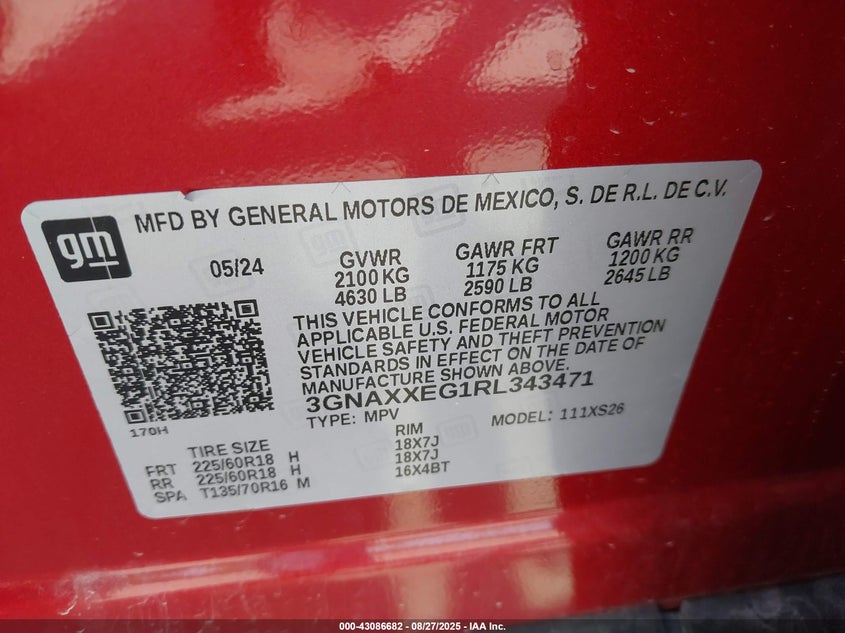 gm
MFD BY GENERAL MOTORS DE MEXICO, S. DE R.L. DE C.V.
05/24
GVWR
2100 KG
4630 LB
GAWR FRT
1175 KG
2590 LB
GAWR RR
1200 KG
2645 LB
THIS VEHICLE CONFORMS TO ALL
APPLICABLE U.S. FEDERAL MOTOR
VEHICLE SAFETY AND THEFT PREVENTION
STANDARDS IN EFFECT ON THE DATE OF
MANUFACTURE SHOWN ABOVE.
3GNAXXEG1RL343471
TYPE: MPV MODEL: 111XS26
170H
TIRE SIZE RIM
FRT 225/60R18 H 18X7J
RR 225/60R18 H 18X7J
SPA T135/70R16 M 16X4BT
000-43086682 - 08/27/2025 - IAA Inc.